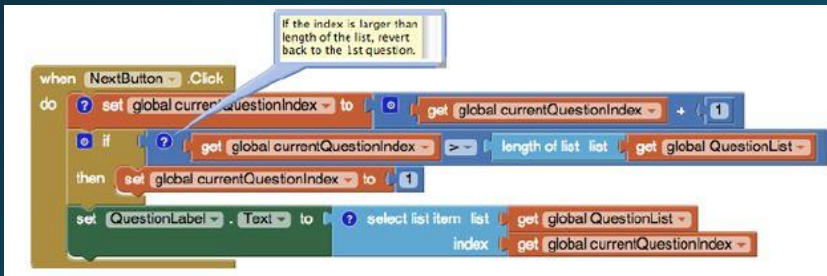 If the index is larger than
length of the list, revert
back to the 1st question.
when NextButton .Click
do ? set global currentQuestionIndex to get global currentQuestionIndex + 1
if ? get global currentQuestionIndex > length of list list get global QuestionList
then set global currentQuestionIndex to 1
set QuestionLabel . Text to ? select list item list get global QuestionList
index get global currentQuestionIndex